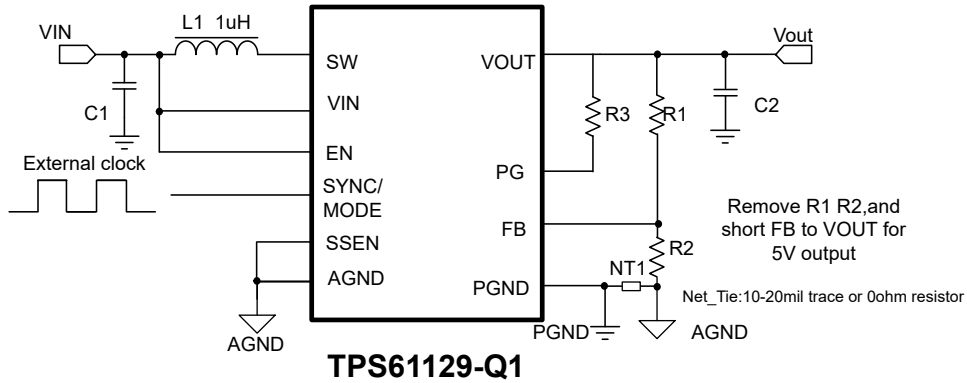 VIN
L1 1uH
Vout
SW
VOUT
VIN
C1
R3
R1
C2
EN
External clock
PG
SYNC/
MODE
Remove R1 R2,and
short FB to VOUT for
5V output
FB
SSEN
R2
NT1
AGND
PGND
Net_Tie:10-20mil trace or 0ohm resistor
AGND
PGND
AGND
TPS61129-Q1